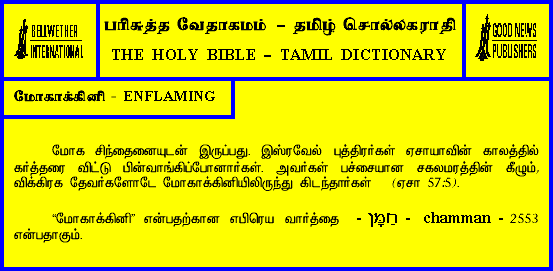 BELLWETHER
INTERNATIONAL
பரிசுத்த வேதாகமம் – தமிழ் சொல்லகராதி
THE HOLY BIBLE – TAMIL DICTIONARY
GOOD NEWS
PUBLISHERS
மோகாக்கினி - ENFLAMING
மோக சிந்தைனையுடன் இருப்பது. இஸ்ரவேல் புத்திரர்கள் ஏசாயாவின் காலத்தில்
கர்த்தரை விட்டு பின்வாங்கிப்போனார்கள். அவர்கள் பச்சையான சகலமரத்தின் கீழும்,
விக்கிரக தேவர்களோடே மோகாக்கினியிலிருந்து கிடந்தார்கள் (ஏசா 57:5).
“மோகாக்கினி” என்பதற்கான எபிரெய வார்த்தை - חַמָּן - chamman - 2553
என்பதாகும்.